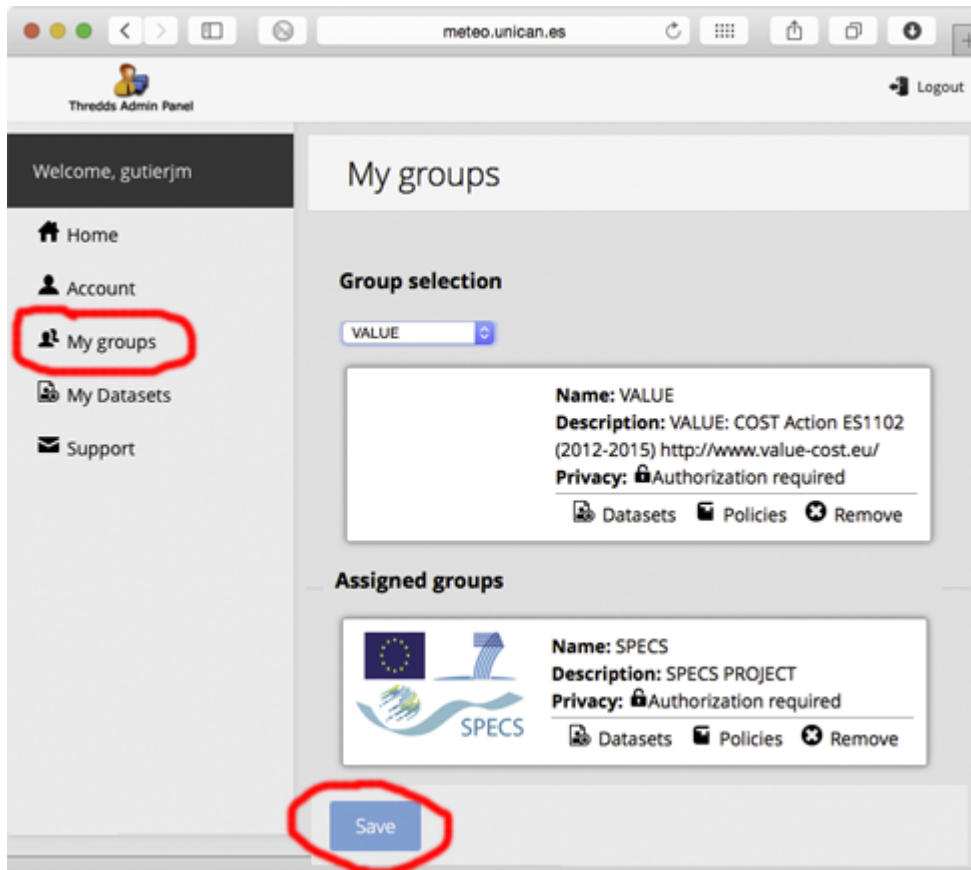 meteo.unican.es
Thredds Admin Panel
Logout
Welcome, gutierjm
My groups
Home
Account
My groups
My Datasets
Support
Group selection
VALUE
Name: VALUE
Description: VALUE: COST Action ES1102
(2012-2015) http://www.value-cost.eu/
Privacy: Authorization required
Datasets Policies Remove
Assigned groups
SPECS
Name: SPECS
Description: SPECS PROJECT
Privacy: Authorization required
Datasets Policies Remove
Save